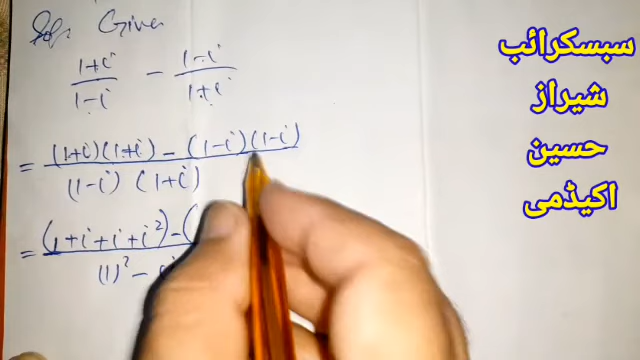 Sol: Given
1+i/1-i - 1-i/1+i
= (1+i)(1+i) - (1-i)(1-i)/(1-i) (1+i)
= (1+i+i+i²)-(/(1)² -
سبسکرائب
شیراز
حسین
اکیڈمی